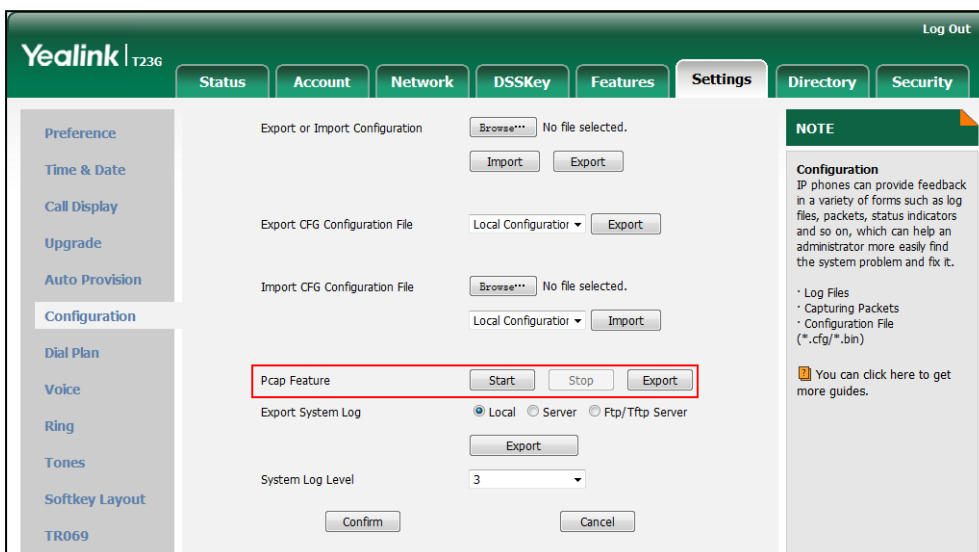 Log Out
Yealink | T23G
Status Account Network DSSKey Features Settings Directory Security
Preference
Time & Date
Call Display
Upgrade
Auto Provision
Configuration
Dial Plan
Voice
Ring
Tones
Softkey Layout
TR069
Export or Import Configuration Browse... No file selected.
Import Export
Export CFG Configuration File Local Configuration Export
Import CFG Configuration File Browse... No file selected.
Local Configuration Import
Pcap Feature Start Stop Export
Export System Log Local Server Ftp/Tftp Server
Export
System Log Level 3
Confirm Cancel
NOTE
Configuration
IP phones can provide feedback
in a variety of forms such as log
files, packets, status indicators
and so on, which can help an
administrator more easily find
the system problem and fix it.
· Log Files
· Capturing Packets
· Configuration File
(*.cfg/*.bin)
You can click here to get
more guides.